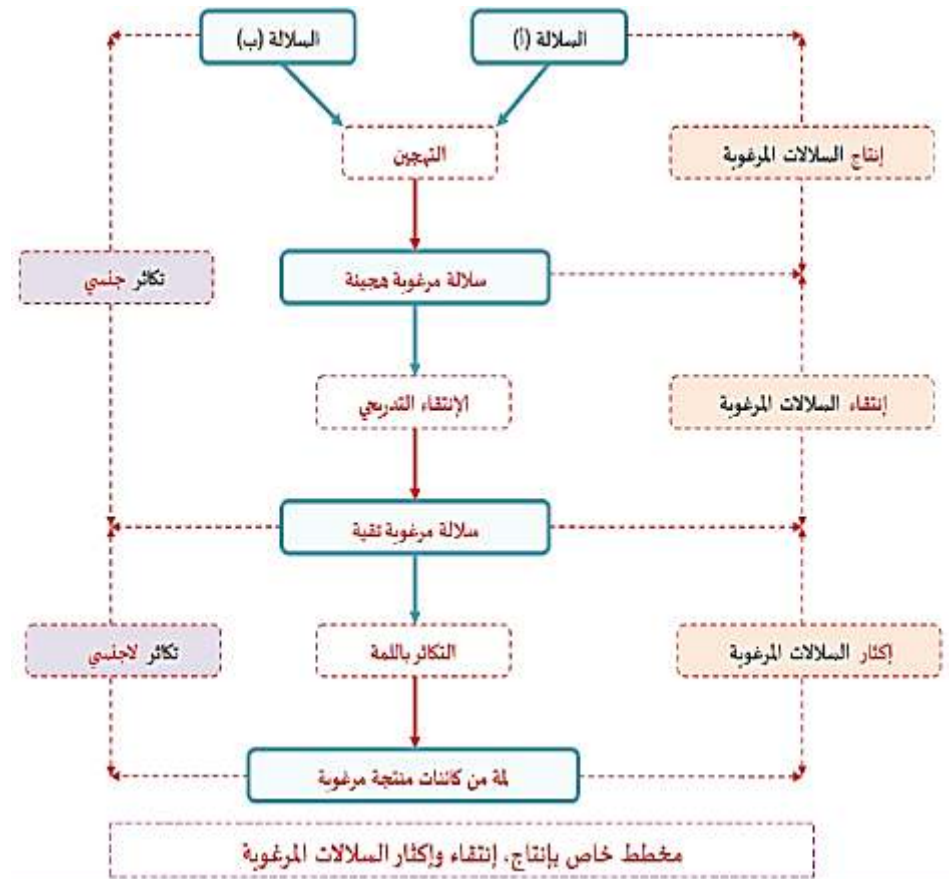 السلالة (أ)
السلالة (ب)
التهجين
إنتاج السلالات المرغوبة
سلالة مرغوبة هجينة
تكاثر جنسي
الإنتقاء التدريجي
إنتقاء السلالات المرغوبة
سلالة مرغوبة نقية
التكاثر باللمة
إكثار السلالات المرغوبة
تكاثر لاجنسي
لمة من كائنات منتجة مرغوبة
مخطط خاص بإنتاج، إنتقاء وإكثار السلالات المرغوبة